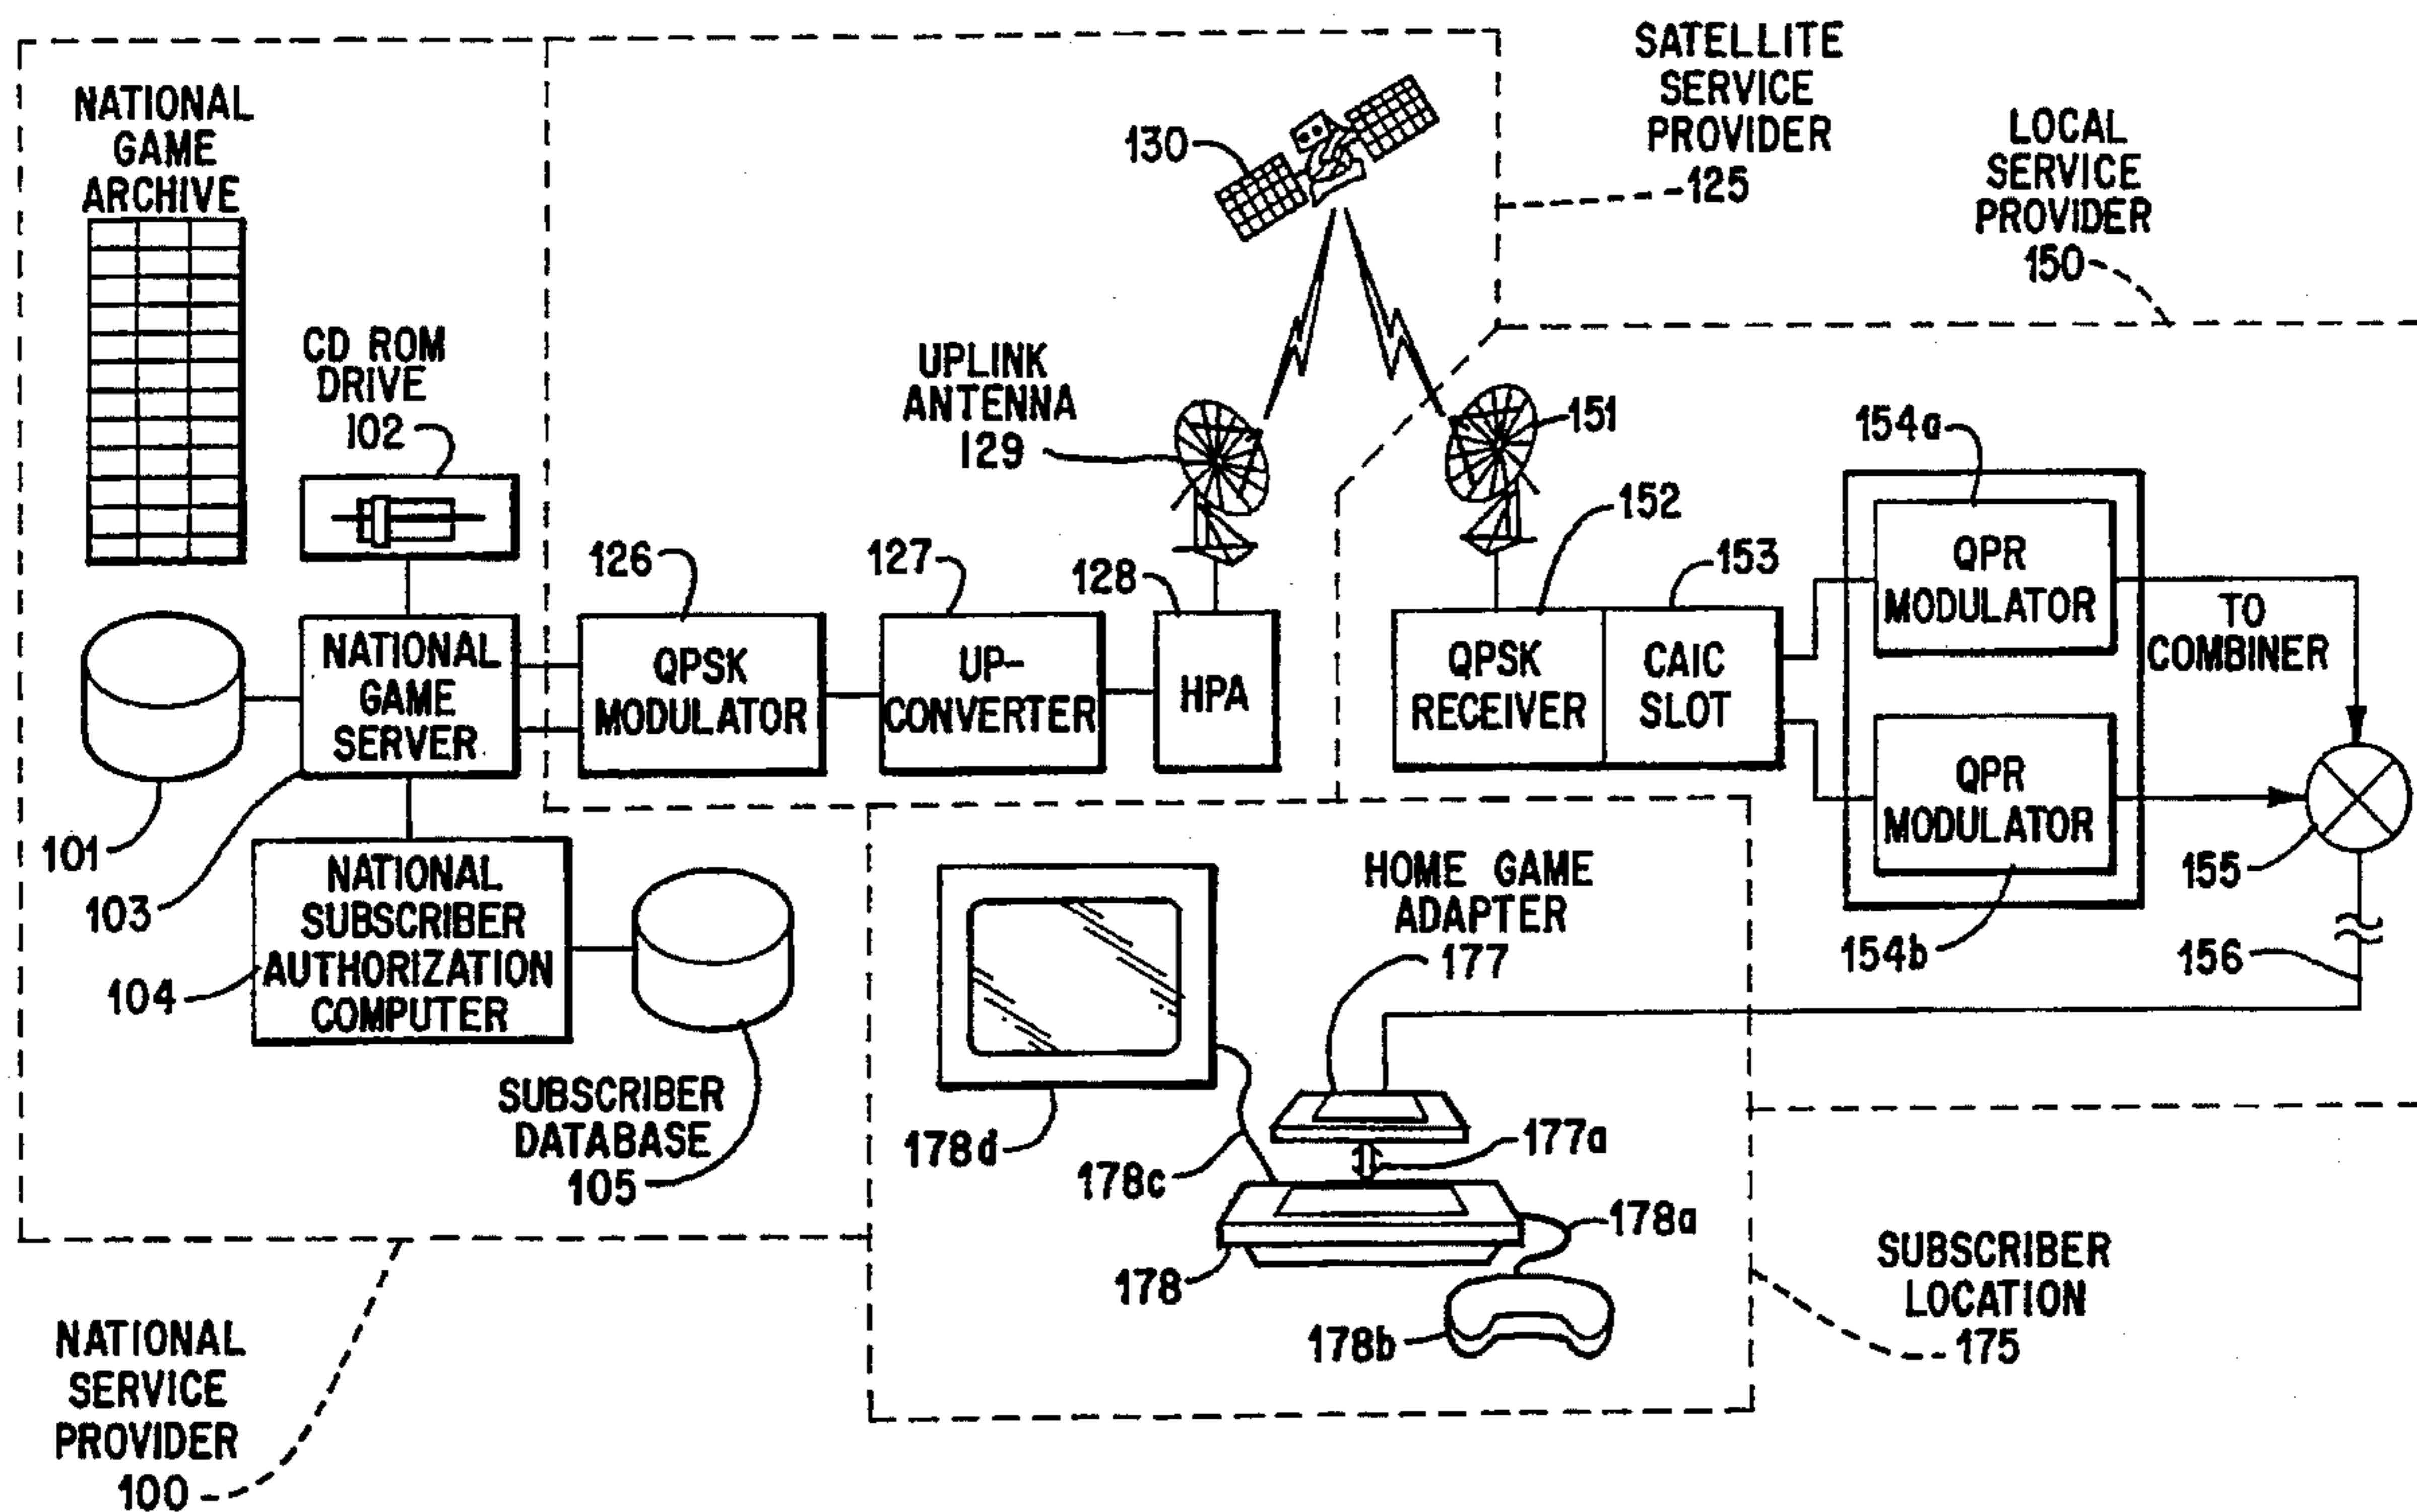 NATIONAL
GAME
ARCHIVE
CD ROM
DRIVE
102
101
NATIONAL
GAME
SERVER
103
NATIONAL
SUBSCRIBER
AUTHORIZATION
COMPUTER
104
SUBSCRIBER
DATABASE
105
NATIONAL
SERVICE
PROVIDER
100
SATELLITE
SERVICE
PROVIDER
125
130
UPLINK
ANTENNA
129
126
QPSK
MODULATOR
127
UP-
CONVERTER
128
HPA
LOCAL
SERVICE
PROVIDER
150
151
152
QPSK
RECEIVER
153
CAIC
SLOT
154a
QPR
MODULATOR
TO
COMBINER
QPR
MODULATOR
154b
155
156
HOME GAME
ADAPTER
177
177a
178d
178c
178
178a
178b
SUBSCRIBER
LOCATION
175